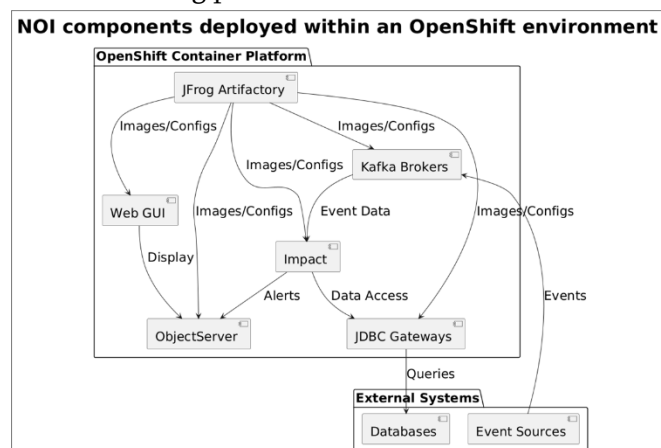 NOI components deployed within an OpenShift environment
OpenShift Container Platform
JFrog Artifactory
Images/Configs
Images/Configs
Images/Configs
Kafka Brokers
Web GUI
Images/Configs
Event Data
Images/Configs
Display
Impact
Alerts
Data Access
Events
ObjectServer
JDBC Gateways
Queries
External Systems
Databases
Event Sources